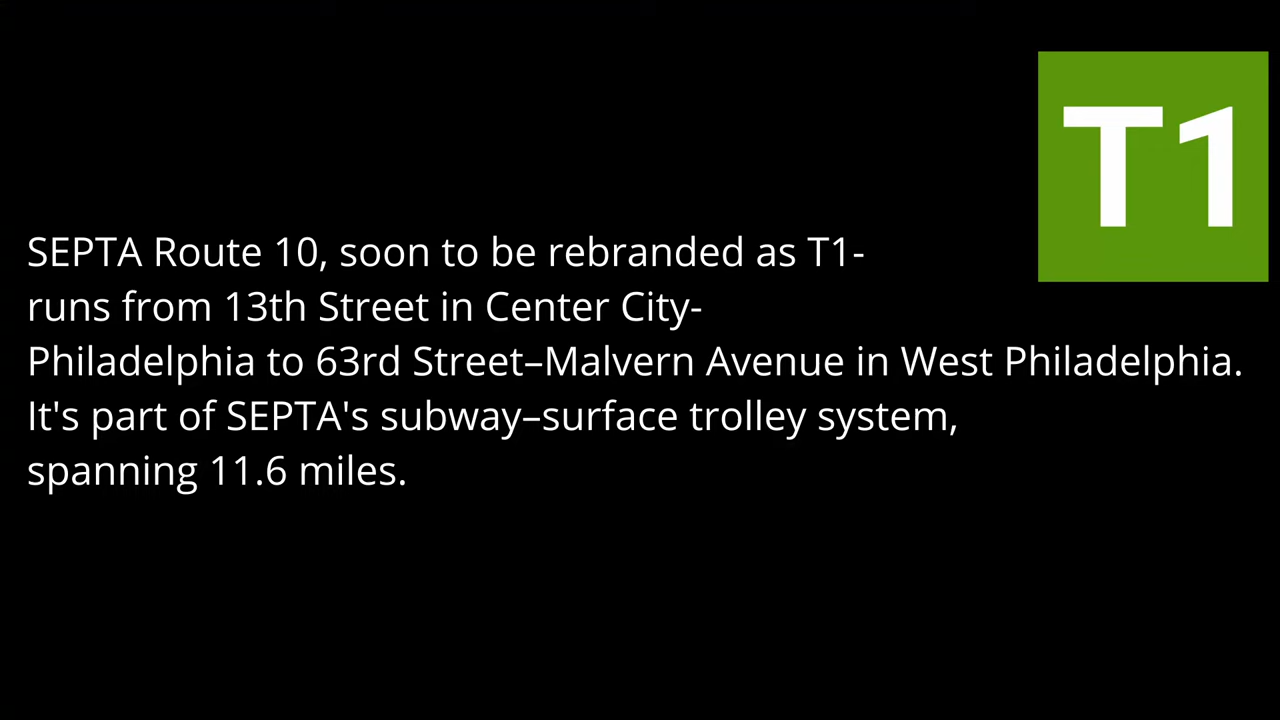 T1
SEPTA Route 10, soon to be rebranded as T1-
runs from 13th Street in Center City-
Philadelphia to 63rd Street–Malvern Avenue in West Philadelphia.
It's part of SEPTA's subway–surface trolley system,
spanning 11.6 miles.